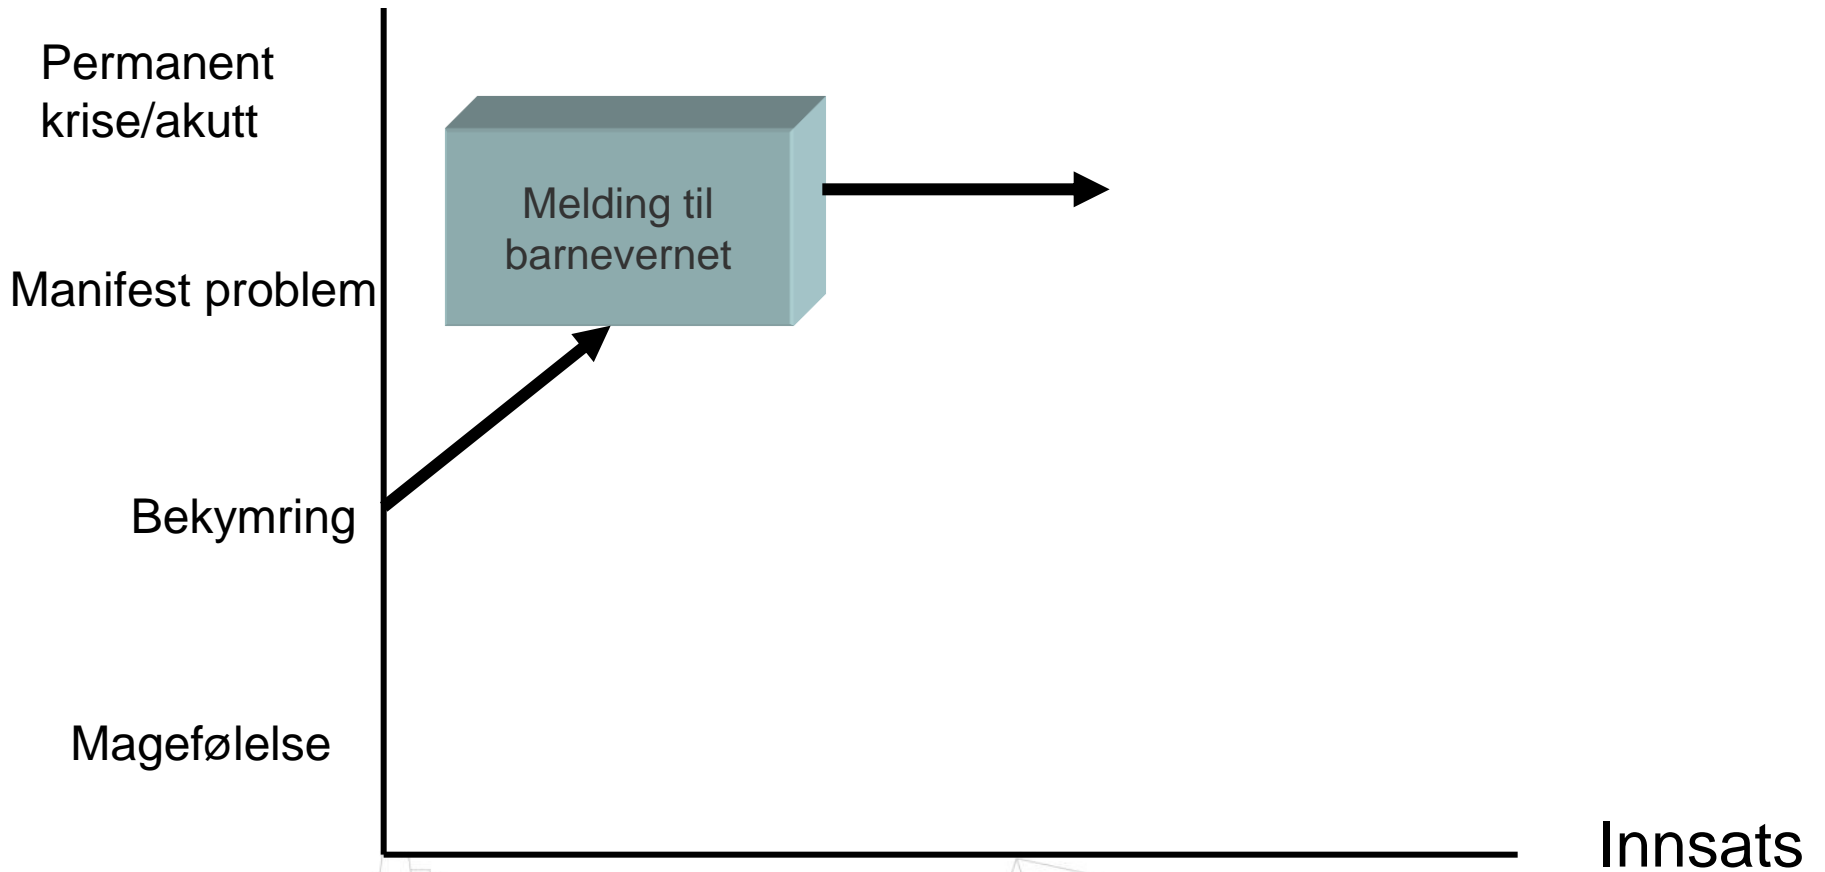 Permanent
krise/akutt
Melding til
barnevernet
Manifest problem
Bekymring
Magefølelse
Innsats